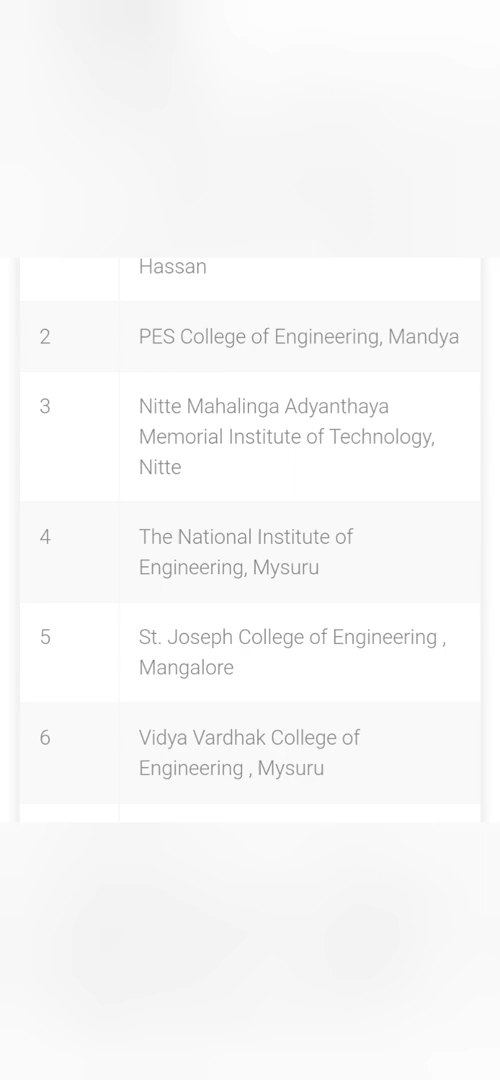 Hassan
2 PES College of Engineering, Mandya
3 Nitte Mahalinga Adyanthaya
Memorial Institute of Technology,
Nitte
4 The National Institute of
Engineering, Mysuru
5 St. Joseph College of Engineering ,
Mangalore
6 Vidya Vardhak College of
Engineering , Mysuru